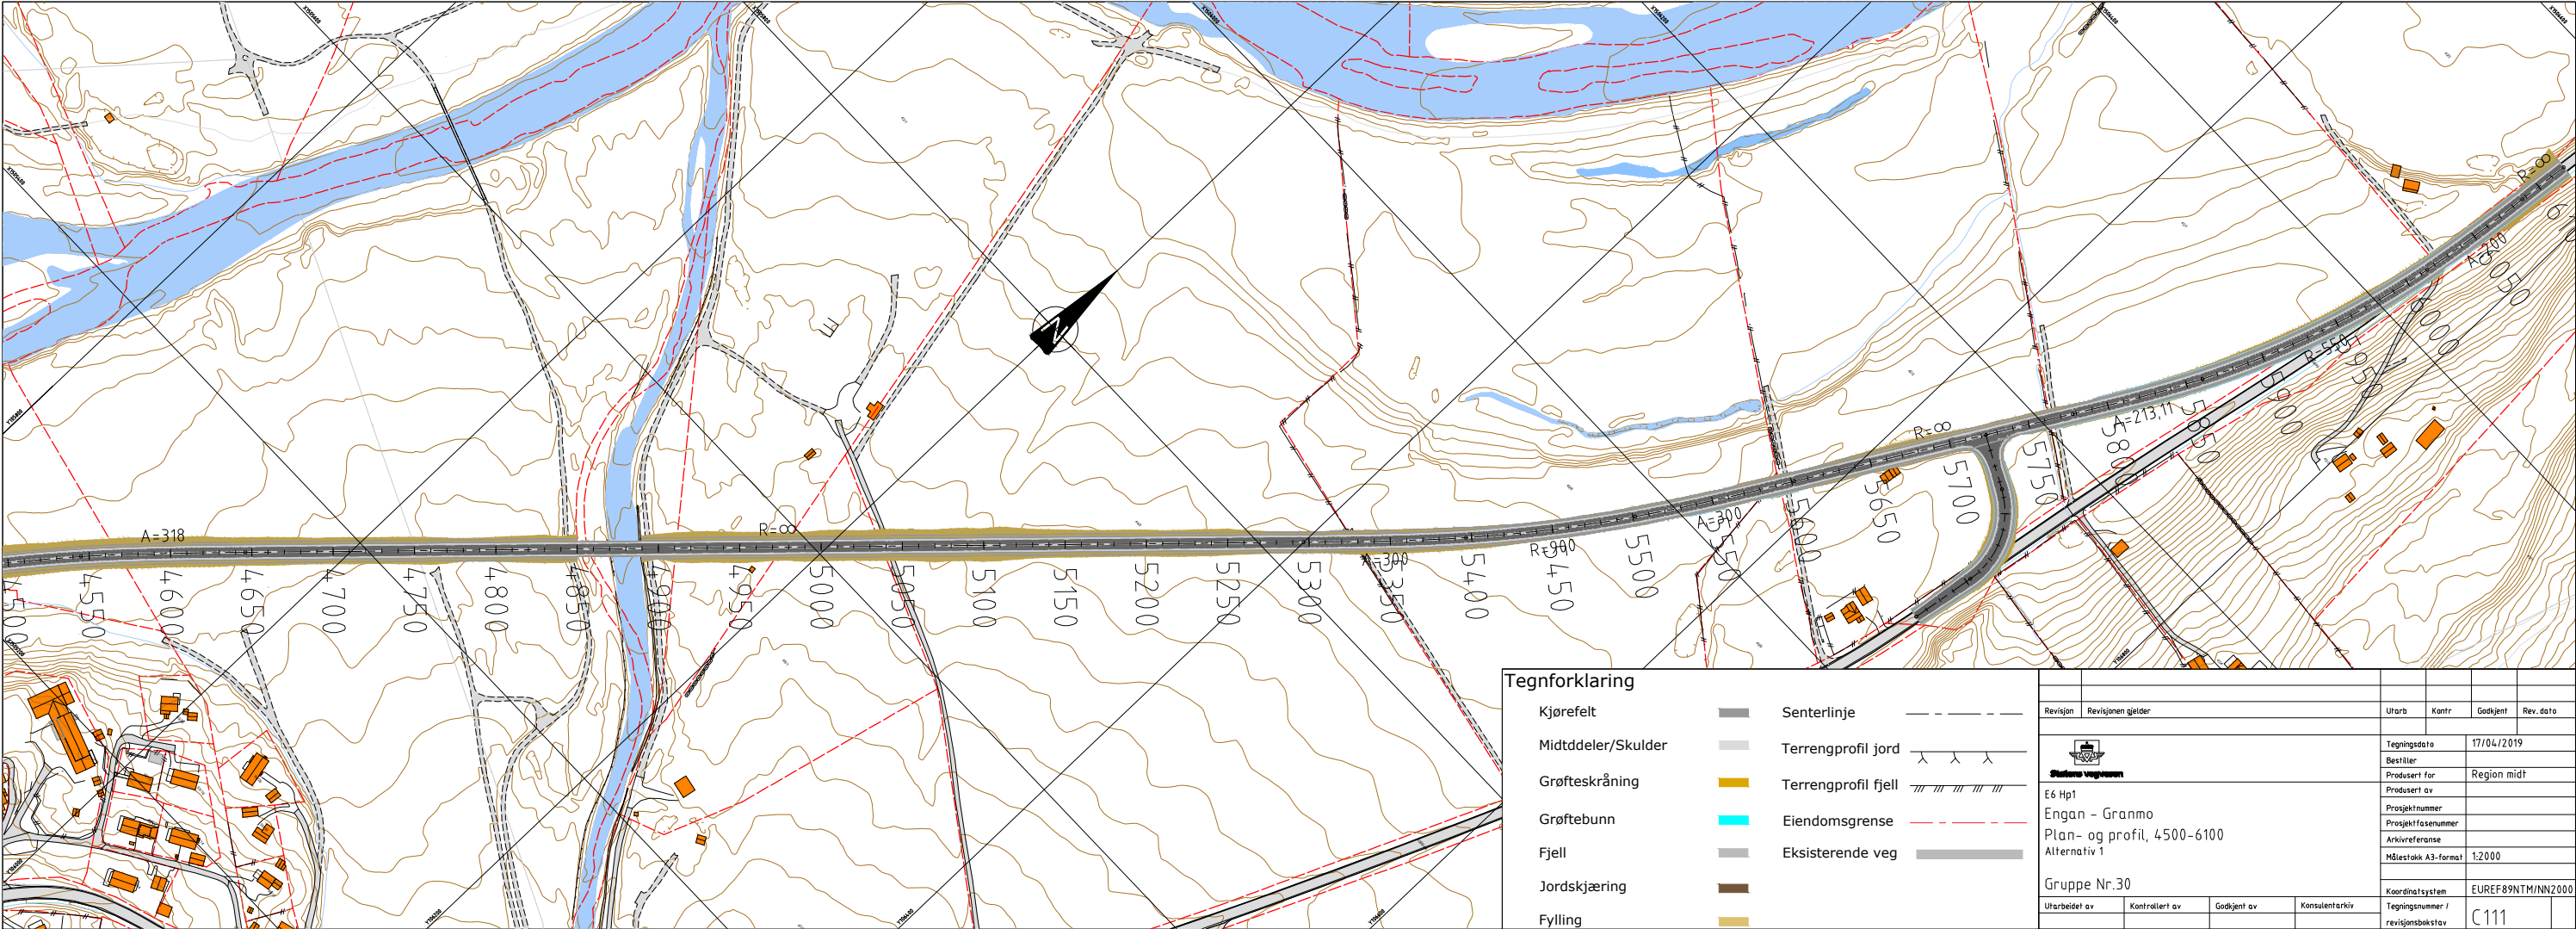 A=318
R=∞
A=300
R=900
A=300
R=∞
A=213,11
R=550
A=200
R=∞
4500
4550
4600
4650
4700
4750
4800
4850
4900
4950
5000
5050
5100
5150
5200
5250
5300
5350
5400
5450
5500
5550
5600
5650
5700
5750
5800
5850
5900
5950
6000
6050
N
Tegnforklaring
Kjørefelt
Midtddeler/Skulder
Grøfteskråning
Grøftebunn
Fjell
Jordskjæring
Fylling
Senterlinje
Terrengprofil jord
Terrengprofil fjell
Eiendomsgrense
Eksisterende veg
Revisjon Revisjonen gjelder Utarb Kontr Godkjent Rev. dato
Statens vegvesen
E6 Hp1
Engan - Granmo
Plan- og profil, 4500-6100
Alternativ 1
Gruppe Nr.30
Tegningsdato 17/04/2019
Bestiller
Produsert for Region midt
Produsert av
Prosjektnummer
Prosjektfasenummer
Arkivreferanse
Målestokk A3-format 1:2000
Koordinatsystem EUREF89NTM/NN2000
Utarbeidet av Kontrollert av Godkjent av Konsulentarkiv
Tegningsnummer /
revisjonsbokstav C111